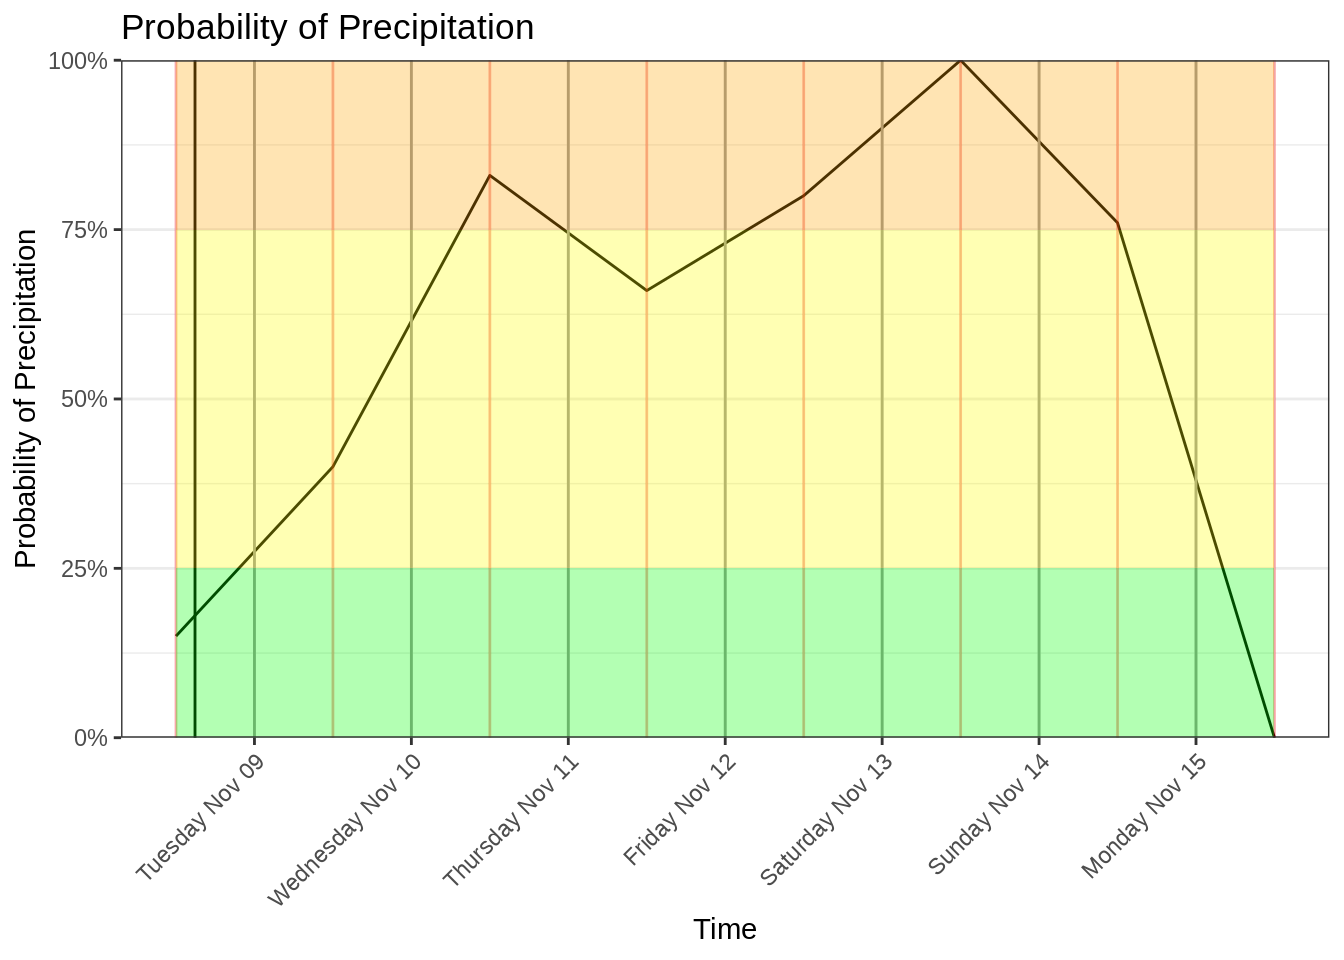 Probability of Precipitation
Probability of Precipitation
100%
75%
50%
25%
0%
Tuesday Nov 09
Wednesday Nov 10
Thursday Nov 11
Friday Nov 12
Saturday Nov 13
Sunday Nov 14
Monday Nov 15
Time